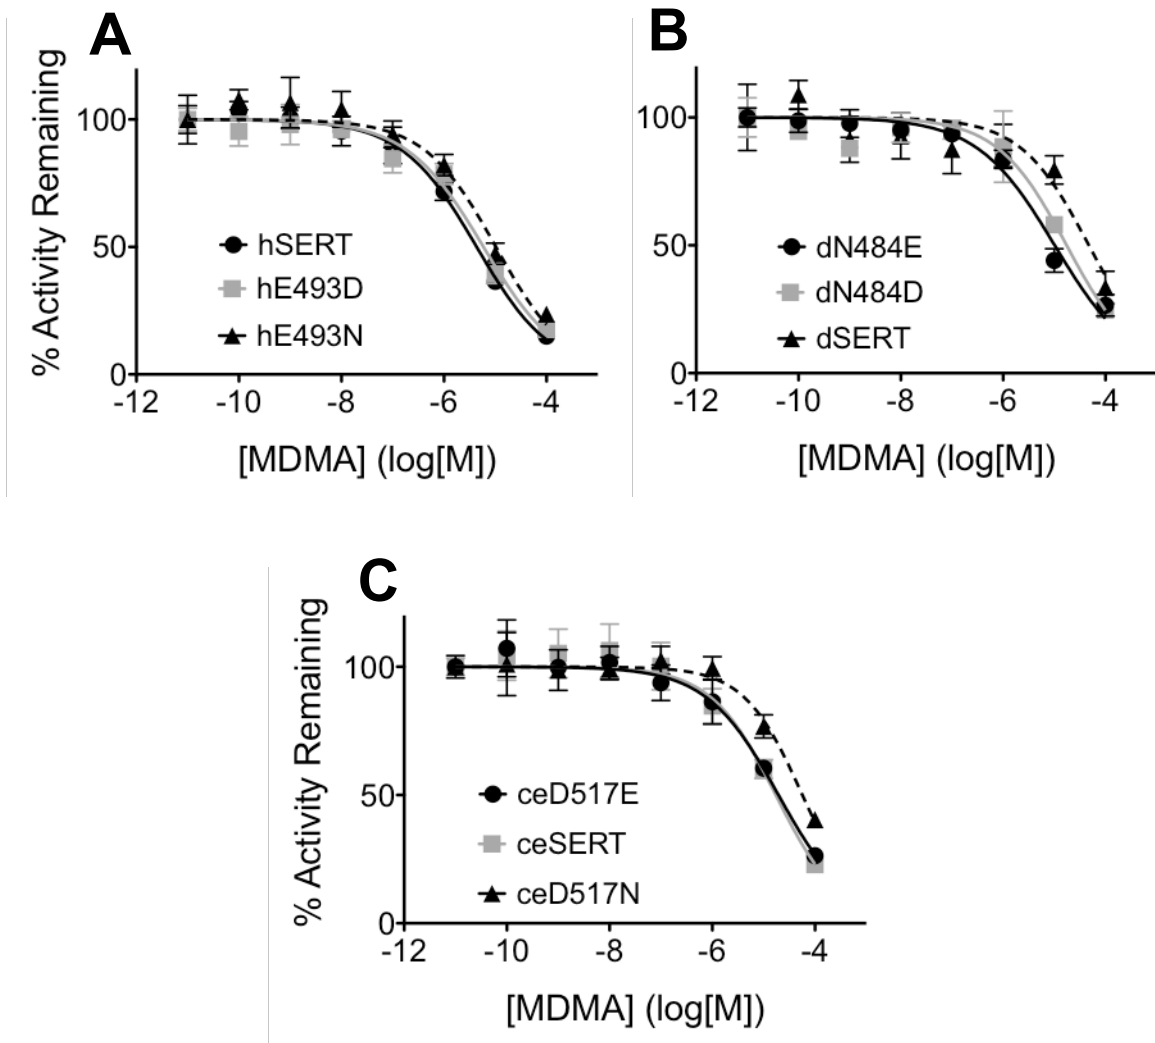 A
% Activity Remaining
100
50
0
hSERT
hE493D
hE493N
-12 -10 -8 -6 -4
[MDMA] (log[M])
B
100
50
0
dN484E
dN484D
dSERT
-12 -10 -8 -6 -4
[MDMA] (log[M])
C
% Activity Remaining
100
50
0
ceD517E
ceSERT
ceD517N
-12 -10 -8 -6 -4
[MDMA] (log[M])